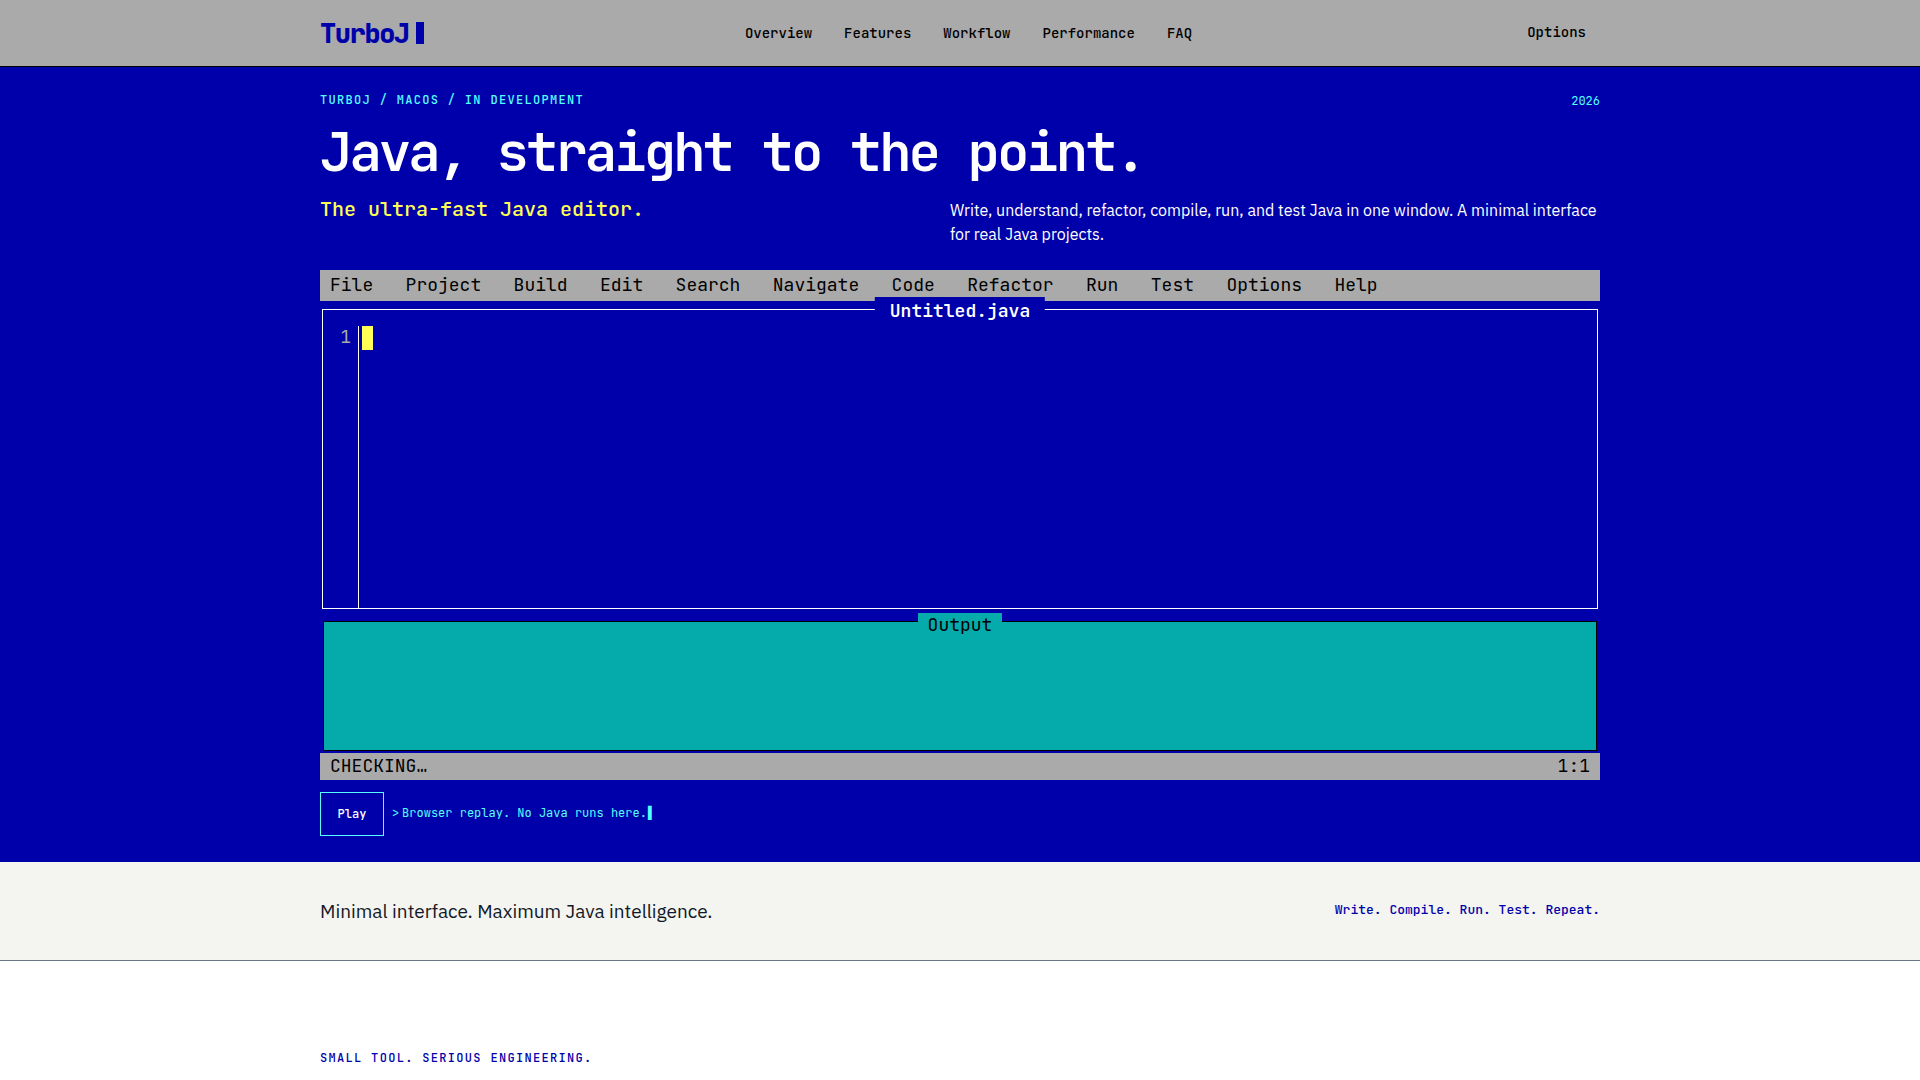 TurboJ
Overview Features Workflow Performance FAQ
Options
TURBOJ / MACOS / IN DEVELOPMENT
2026
Java, straight to the point.
The ultra-fast Java editor.
Write, understand, refactor, compile, run, and test Java in one window. A minimal interface
for real Java projects.
File Project Build Edit Search Navigate Code Refactor Run Test Options Help
Untitled.java
1
Output
CHECKING…
1:1
Play
> Browser replay. No Java runs here.
Minimal interface. Maximum Java intelligence.
Write. Compile. Run. Test. Repeat.
SMALL TOOL. SERIOUS ENGINEERING.